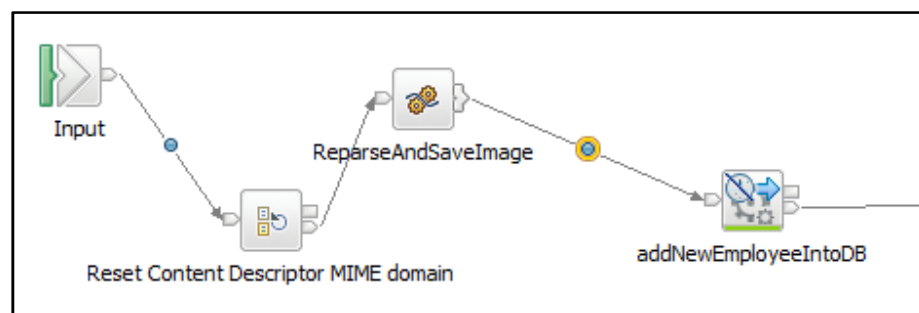 Input
ReparseAndSaveImage
addNewEmployeeIntoDB
Reset Content Descriptor MIME domain